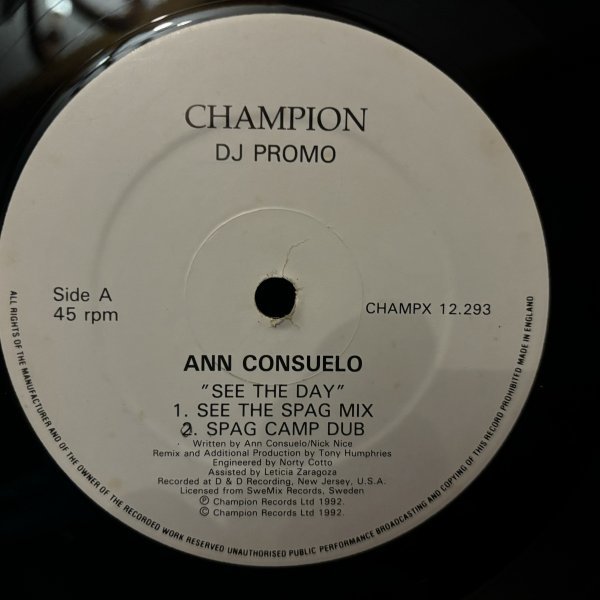 CHAMPION
DJ PROMO
Side A
45 rpm
CHAMPX 12.293
ANN CONSUELO
"SEE THE DAY"
1. SEE THE SPAG MIX
2. SPAG CAMP DUB
Written by Ann Consuelo/Nick Nice
Remix and Additional Production by Tony Humphries
Engineered by Norty Cotto
Assisted by Leticia Zaragoza
Recorded at D & D Recording, New Jersey, U.S.A.
Licensed from SweMix Records, Sweden
Ⓟ Champion Records Ltd 1992.
© Champion Records Ltd 1992.
ALL RIGHTS OF THE MANUFACTURER AND OF THE OWNER OF THE RECORDED WORK RESERVED UNAUTHORISED PUBLIC PERFORMANCE BROADCASTING AND COPYING OF THIS RECORD PROHIBITED MADE IN ENGLAND